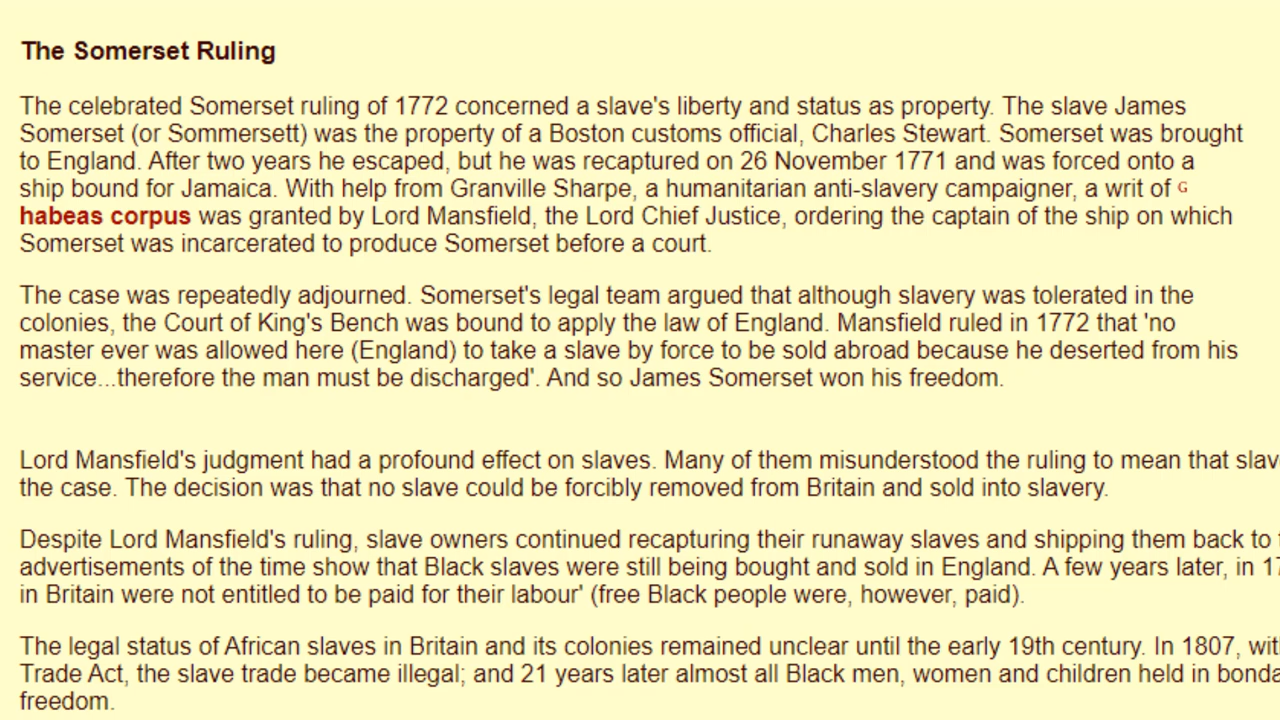 The Somerset Ruling
The celebrated Somerset ruling of 1772 concerned a slave's liberty and status as property. The slave James
Somerset (or Sommersett) was the property of a Boston customs official, Charles Stewart. Somerset was brought
to England. After two years he escaped, but he was recaptured on 26 November 1771 and was forced onto a
ship bound for Jamaica. With help from Granville Sharpe, a humanitarian anti-slavery campaigner, a writ of G
habeas corpus was granted by Lord Mansfield, the Lord Chief Justice, ordering the captain of the ship on which
Somerset was incarcerated to produce Somerset before a court.
The case was repeatedly adjourned. Somerset's legal team argued that although slavery was tolerated in the
colonies, the Court of King's Bench was bound to apply the law of England. Mansfield ruled in 1772 that 'no
master ever was allowed here (England) to take a slave by force to be sold abroad because he deserted from his
service...therefore the man must be discharged'. And so James Somerset won his freedom.
Lord Mansfield's judgment had a profound effect on slaves. Many of them misunderstood the ruling to mean that
the case. The decision was that no slave could be forcibly removed from Britain and sold into slavery.
Despite Lord Mansfield's ruling, slave owners continued recapturing their runaway slaves and shipping them back to
advertisements of the time show that Black slaves were still being bought and sold in England. A few years later, in
in Britain were not entitled to be paid for their labour' (free Black people were, however, paid).
The legal status of African slaves in Britain and its colonies remained unclear until the early 19th century. In 1807,
Trade Act, the slave trade became illegal; and 21 years later almost all Black men, women and children held in
freedom.